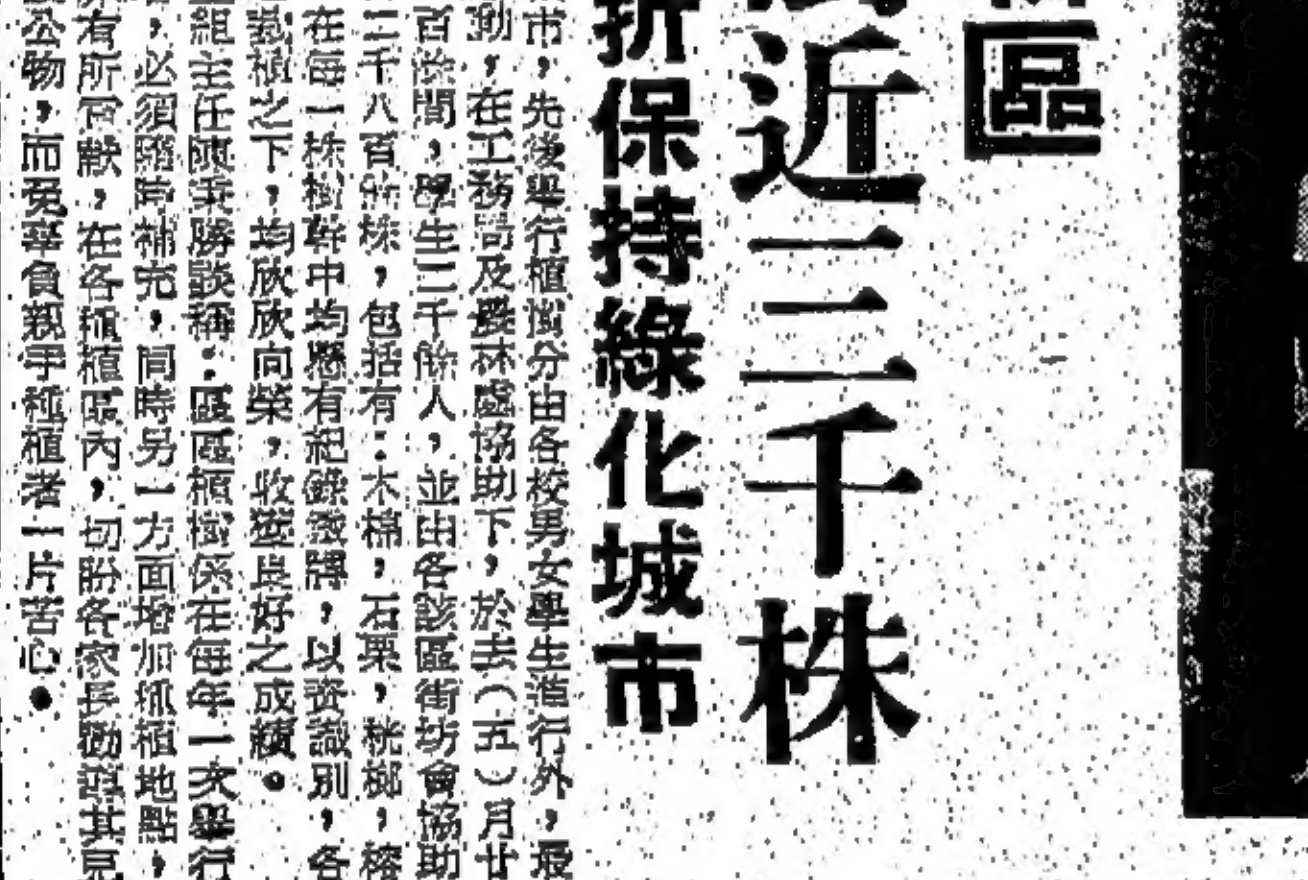 區
近三千株
折保持綠化城市
市,先後舉行植樹分由各校男女學生進行外,最
動,在工務局及農林處協助下,於去(五)月廿
百餘間,學生二千餘人,並由各該區街坊會協助
二千八百餘株,包括有:木棉,石栗,桄榔,榕
在每一株樹幹中均懸有紀錄號牌,以資識別,各
栽植之下,均欣欣向榮,收獲良好之成績。
組主任陳秉勝談稱:區區植樹係在每年一次舉行
,必須隨時補充,同時另一方面增加抓植地點,
有所貢獻,在各種植區內,切盼各家長勸導其
公物,而免辜負親手種植者一片苦心。